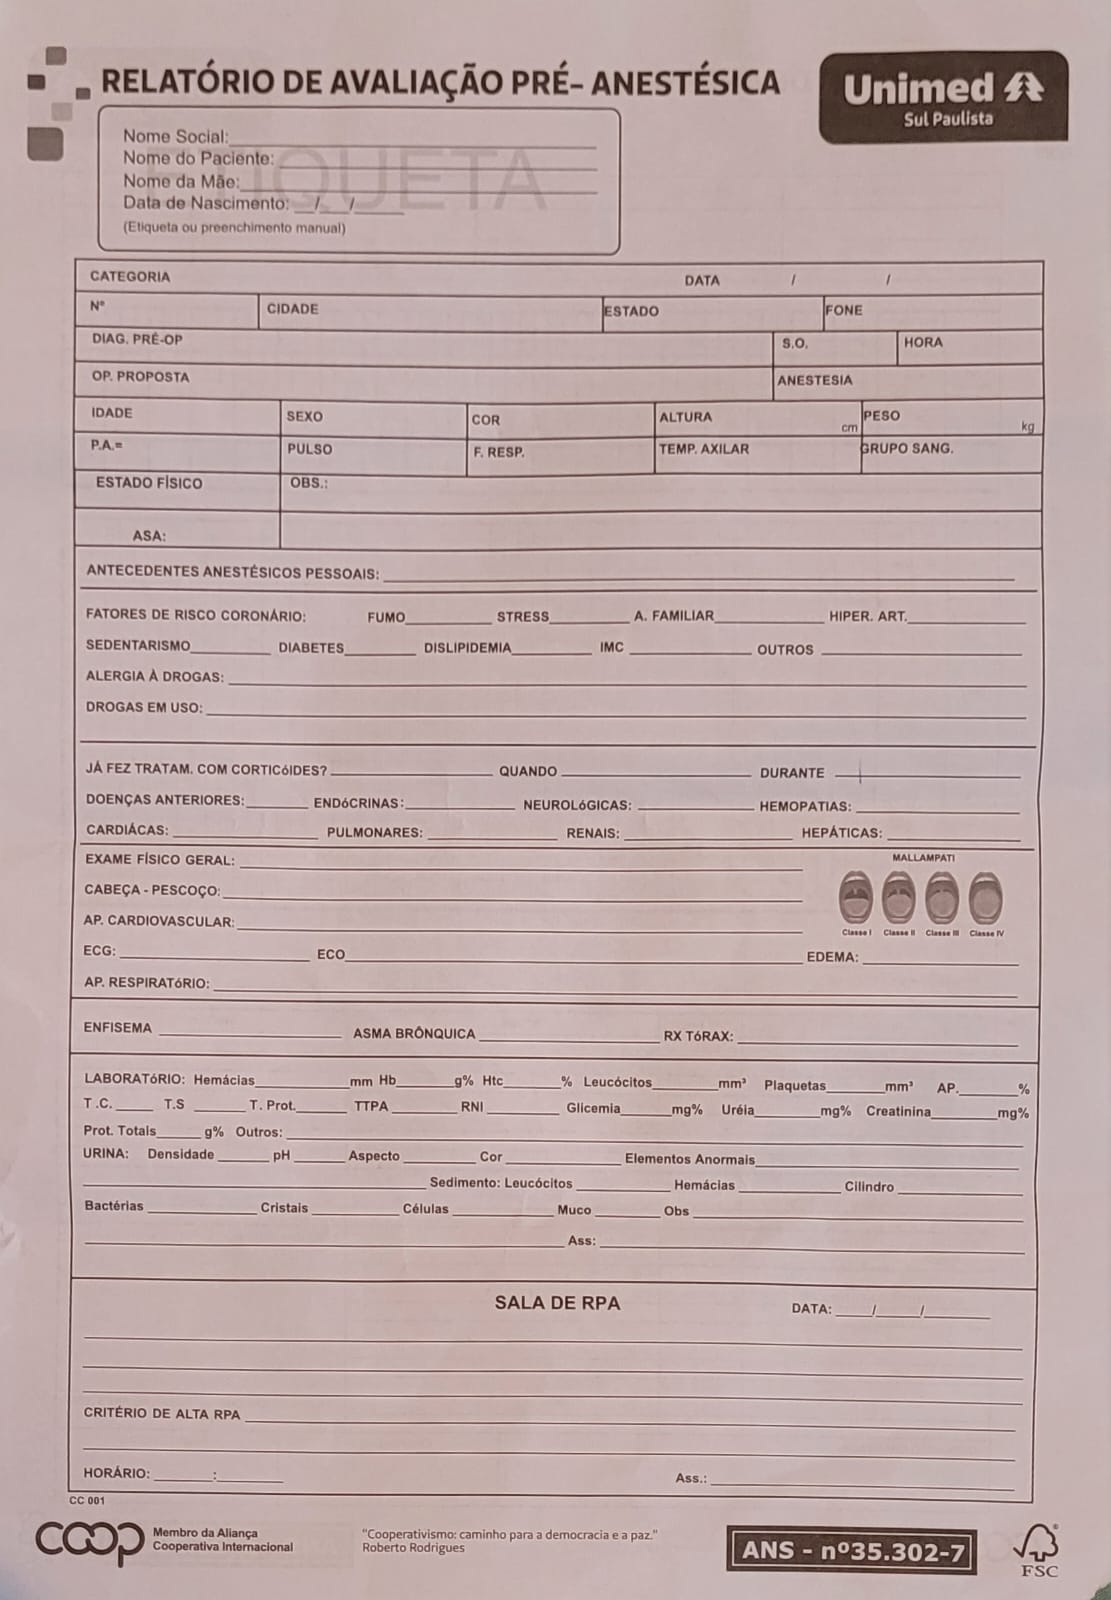 RELATÓRIO DE AVALIAÇÃO PRÉ- ANESTÉSICA
Unimed
Sul Paulista
ETIQUETA
Nome Social:
Nome do Paciente:
Nome da Mãe:
Data de Nascimento: __/__/____
(Etiqueta ou preenchimento manual)
CATEGORIA DATA / /
Nº CIDADE ESTADO FONE
DIAG. PRÉ-OP S.O. HORA
OP. PROPOSTA ANESTESIA
IDADE SEXO COR ALTURA cm PESO kg
P.A.= PULSO F. RESP. TEMP. AXILAR GRUPO SANG.
ESTADO FÍSICO OBS.:
ASA:
ANTECEDENTES ANESTÉSICOS PESSOAIS:
FATORES DE RISCO CORONÁRIO: FUMO STRESS A. FAMILIAR HIPER. ART.
SEDENTARISMO DIABETES DISLIPIDEMIA IMC OUTROS
ALERGIA À DROGAS:
DROGAS EM USO:
JÁ FEZ TRATAM. COM CORTICóIDES? QUANDO DURANTE
DOENÇAS ANTERIORES: ENDóCRINAS: NEUROLóGICAS: HEMOPATIAS:
CARDIÁCAS: PULMONARES: RENAIS: HEPÁTICAS:
EXAME FÍSICO GERAL: MALLAMPATI
CABEÇA - PESCOÇO:
AP. CARDIOVASCULAR: Classe I Classe II Classe III Classe IV
ECG: ECO EDEMA:
AP. RESPIRATóRIO:
ENFISEMA ASMA BRÔNQUICA RX TóRAX:
LABORATóRIO: Hemácias mm Hb g% Htc % Leucócitos mm³ Plaquetas mm³ AP. %
T .C. T.S T. Prot. TTPA RNI Glicemia mg% Uréia mg% Creatinina mg%
Prot. Totais g% Outros:
URINA: Densidade pH Aspecto Cor Elementos Anormais
Sedimento: Leucócitos Hemácias Cilindro
Bactérias Cristais Células Muco Obs
Ass:
SALA DE RPA DATA: __/__/____
CRITÉRIO DE ALTA RPA
HORÁRIO: : Ass.:
CC 001
coop Membro da Aliança
Cooperativa Internacional
"Cooperativismo: caminho para a democracia e a paz."
Roberto Rodrigues
ANS - nº35.302-7
FSC